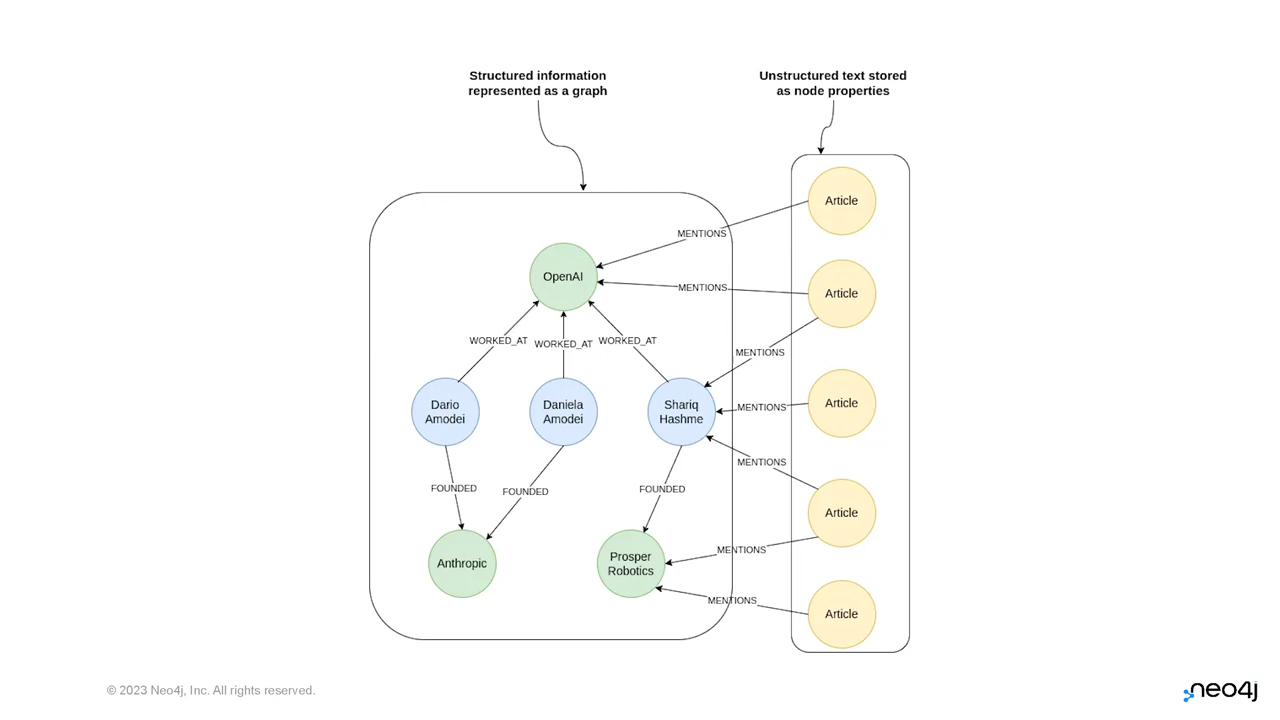 Structured information
represented as a graph
Unstructured text stored
as node properties
Article
MENTIONS
OpenAI
Article
MENTIONS
WORKED_AT
WORKED_AT
WORKED_AT
MENTIONS
Dario
Amodei
Daniela
Amodei
Shariq
Hashme
MENTIONS
Article
MENTIONS
FOUNDED
FOUNDED
FOUNDED
Article
MENTIONS
Anthropic
Prosper
Robotics
MENTIONS
Article
© 2023 Neo4j, Inc. All rights reserved.
neo4j